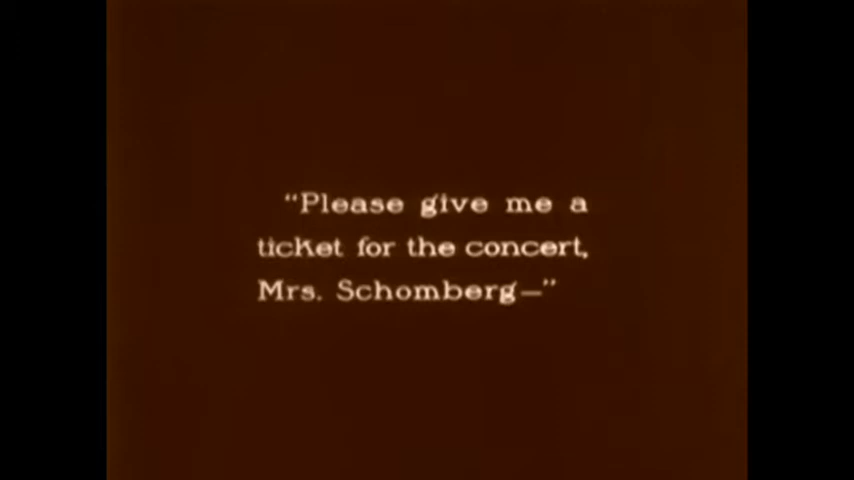 “Please give me a
ticket for the concert,
Mrs. Schomberg—”